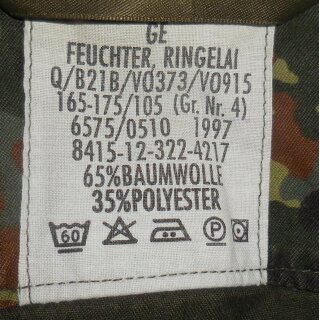 GE
FEUCHTER, RINGELAI
Q/B21B/VO373/VO915
165-175/105 (Gr. Nr. 4)
6575/0510 1997
8415-12-322-4217
65%BAUMWOLLE
35%POLYESTER
60 P